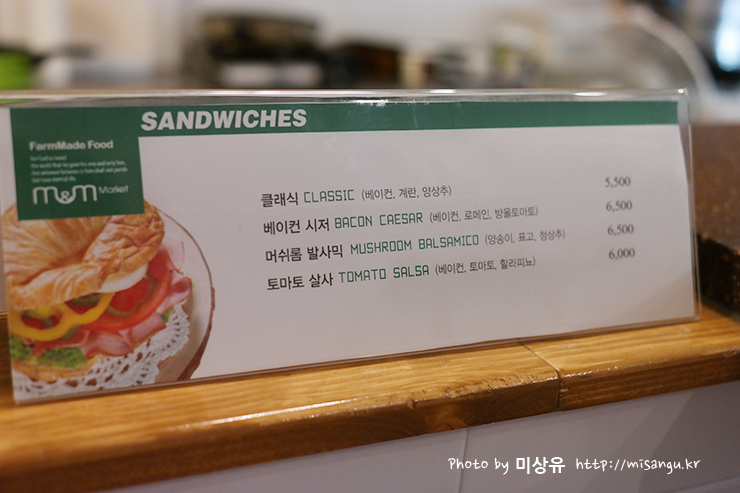 SANDWICHES
FarmMade Food
m&m Market
클래식 CLASSIC (베이컨, 계란, 양상추) 5,500
베이컨 시저 BACON CAESAR (베이컨, 로메인, 방울토마토) 6,500
머쉬룸 발사믹 MUSHROOM BALSAMICO (양송이, 표고, 청상추) 6,500
토마토 살사 TOMATO SALSA (베이컨, 토마토, 할라피뇨) 6,000
Photo by 미상유 http://misangu.kr